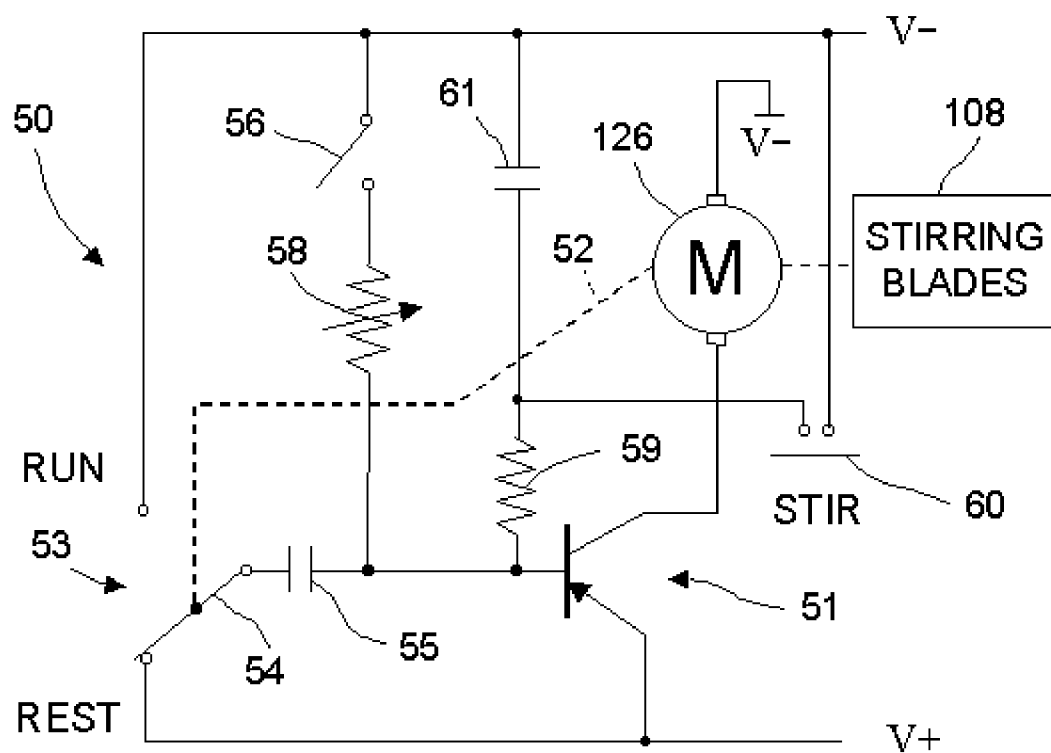 V−
50
56
61
126
V−
108
STIRRING
BLADES
M
58
52
RUN
59
STIR
60
53
51
54
55
REST
V+